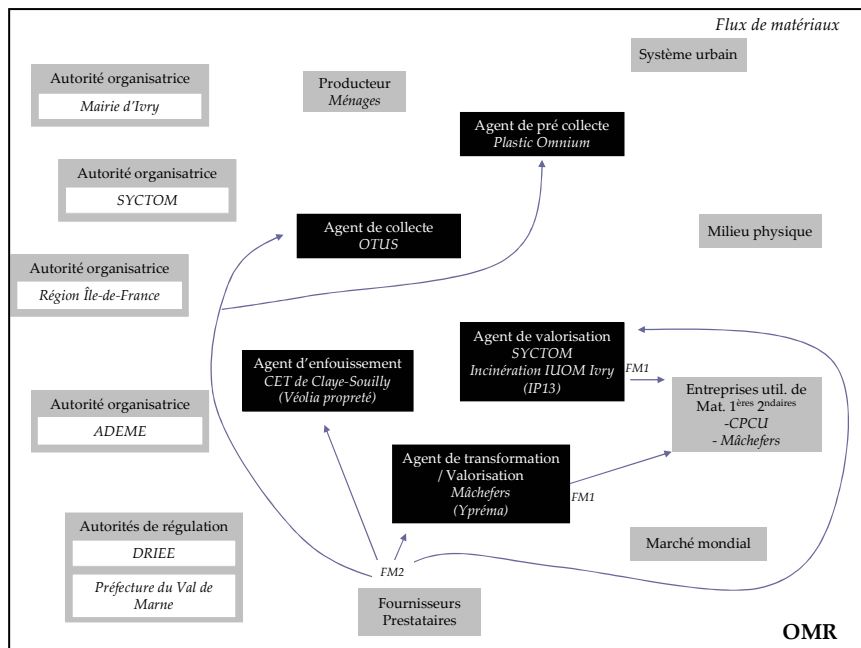 Flux de matériaux
Système urbain
Autorité organisatrice
Mairie d'Ivry
Producteur
Ménages
Agent de pré collecte
Plastic Omnium
Autorité organisatrice
SYCTOM
Agent de collecte
OTUS
Milieu physique
Autorité organisatrice
Région Île-de-France
Agent de valorisation
SYCTOM
Incinération IUOM Ivry
(IP13)
FM1
Agent d'enfouissement
CET de Claye-Souilly
(Véolia propreté)
Entreprises util. de
Mat. 1ères 2ndaires
-CPCU
- Mâchefers
Autorité organisatrice
ADEME
Agent de transformation
/ Valorisation
Mâchefers
(Ypréma)
FM1
Autorités de régulation
DRIEE
Préfecture du Val de
Marne
Marché mondial
FM2
Fournisseurs
Prestataires
OMR